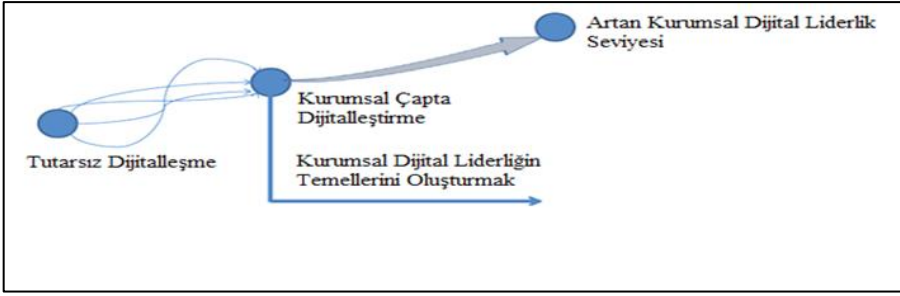 Artan Kurumsal Dijital Liderlik
Seviyesi
Kurumsal Çapta
Dijitalleştirme
Tutarsız Dijitalleşme
Kurumsal Dijital Liderliğin
Temellerini Oluşturmak